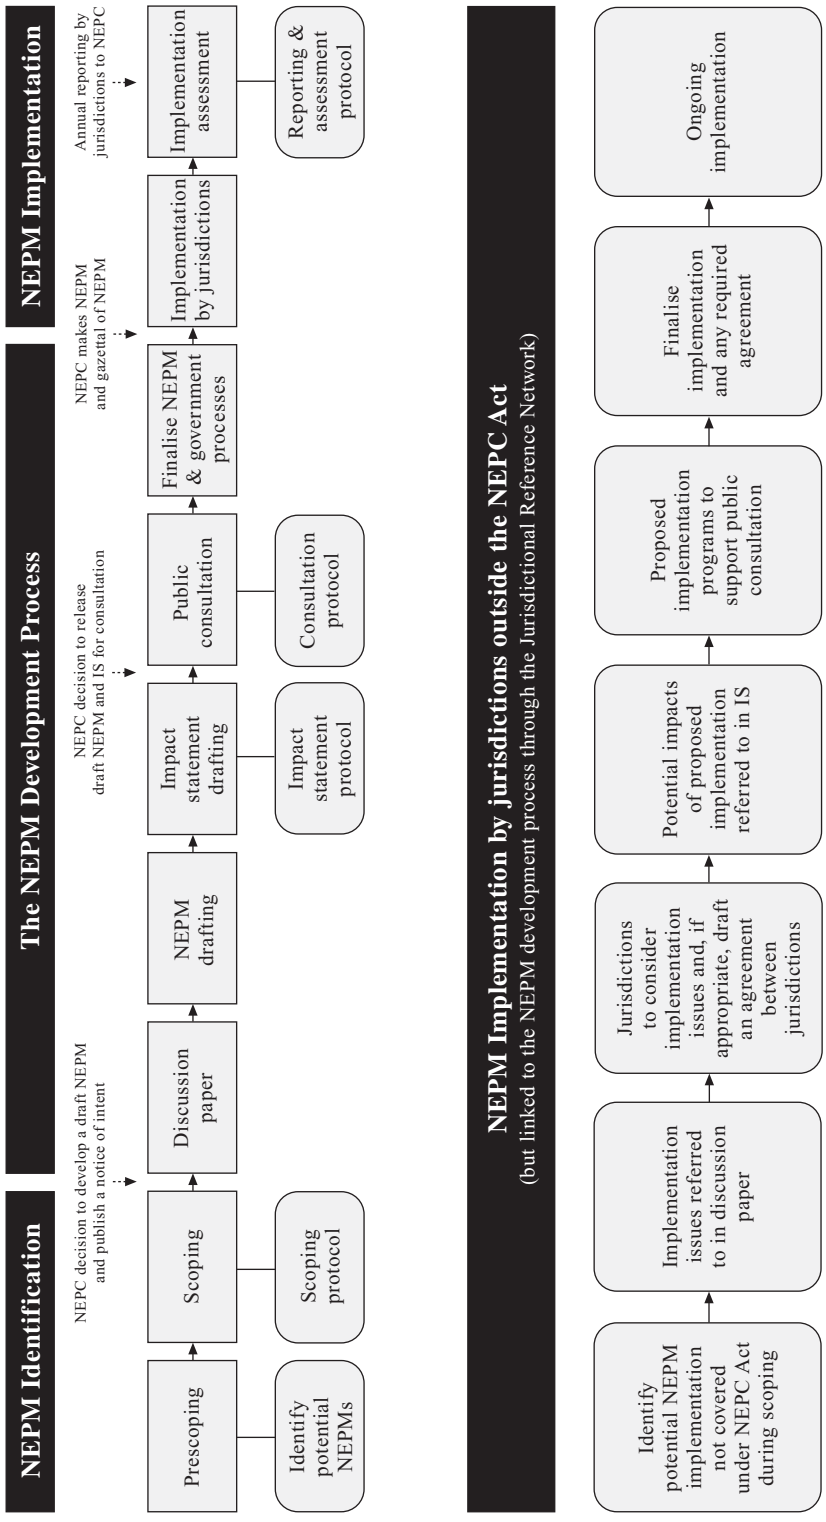 NEPM Identification
The NEPM Development Process
NEPM Implementation
NEPC decision to develop a draft NEPM
and publish a notice of intent
NEPC decision to release
draft NEPM and IS for consultation
NEPC makes NEPM
and gazettal of NEPM
Annual reporting by
jurisdictions to NEPC
Prescoping
Scoping
Discussion
paper
NEPM
drafting
Impact
statement
drafting
Public
consultation
Finalise NEPM
& government
processes
Implementation
by jurisdictions
Implementation
assessment
Identify
potential
NEPMs
Scoping
protocol
Impact
statement
protocol
Consultation
protocol
Reporting &
assessment
protocol
NEPM Implementation by jurisdictions outside the NEPC Act
(but linked to the NEPM development process through the Jurisdictional Reference Network)
Identify
potential NEPM
implementation
not covered
under NEPC Act
during scoping
Implementation
issues referred
to in discussion
paper
Jurisdictions
to consider
implementation
issues and, if
appropriate, draft
an agreement
between
jurisdictions
Potential impacts
of proposed
implementation
referred to in IS
Proposed
implementation
programs to
support public
consultation
Finalise
implementation
and any required
agreement
Ongoing
implementation